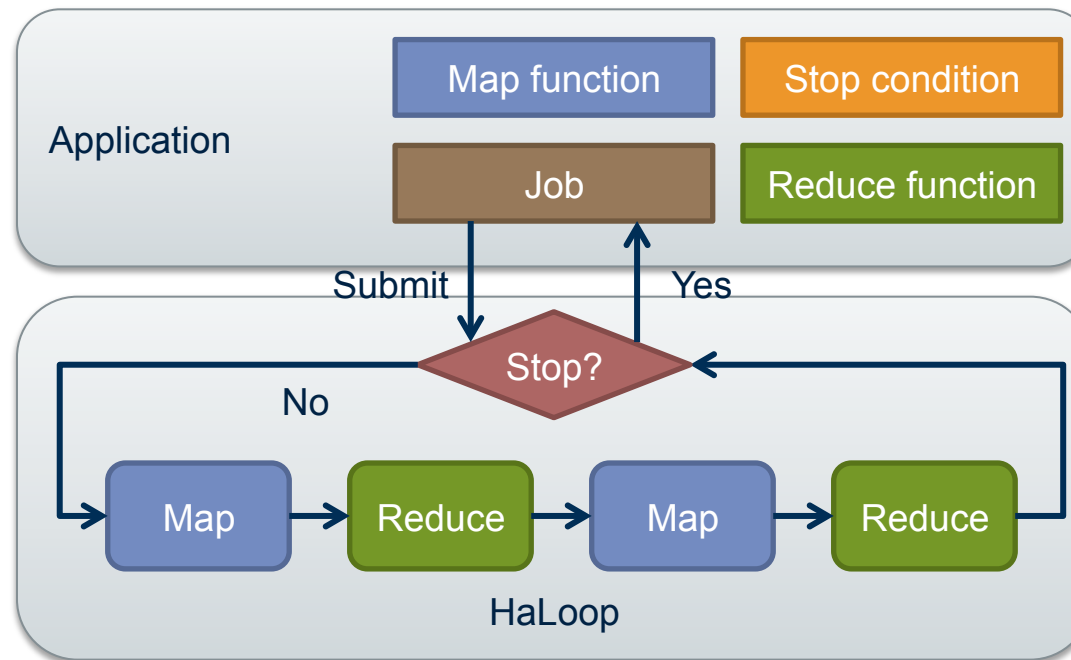 Map function
Stop condition
Application
Job
Reduce function
Submit
Yes
Stop?
No
Map
Reduce
Map
Reduce
HaLoop